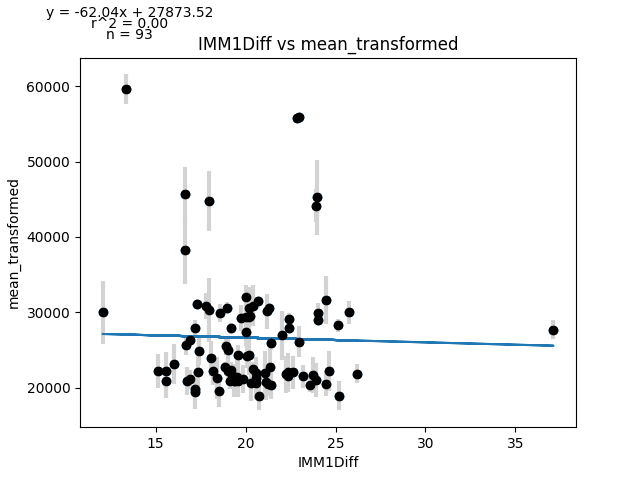 y = -62.04x + 27873.52
r^2 = 0.00
n = 93
IMM1Diff vs mean_transformed
60000
50000
40000
30000
20000
mean_transformed
15
20
25
30
35
IMM1Diff